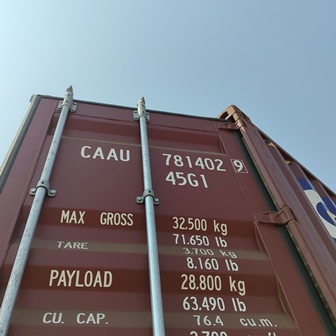 CAAU 781402 9
45G1
MAX GROSS 32.500 kg
71.650 lb
TARE 3.700 kg
8.160 lb
PAYLOAD 28.800 kg
63.490 lb
CU. CAP. 76.4 cu.m.